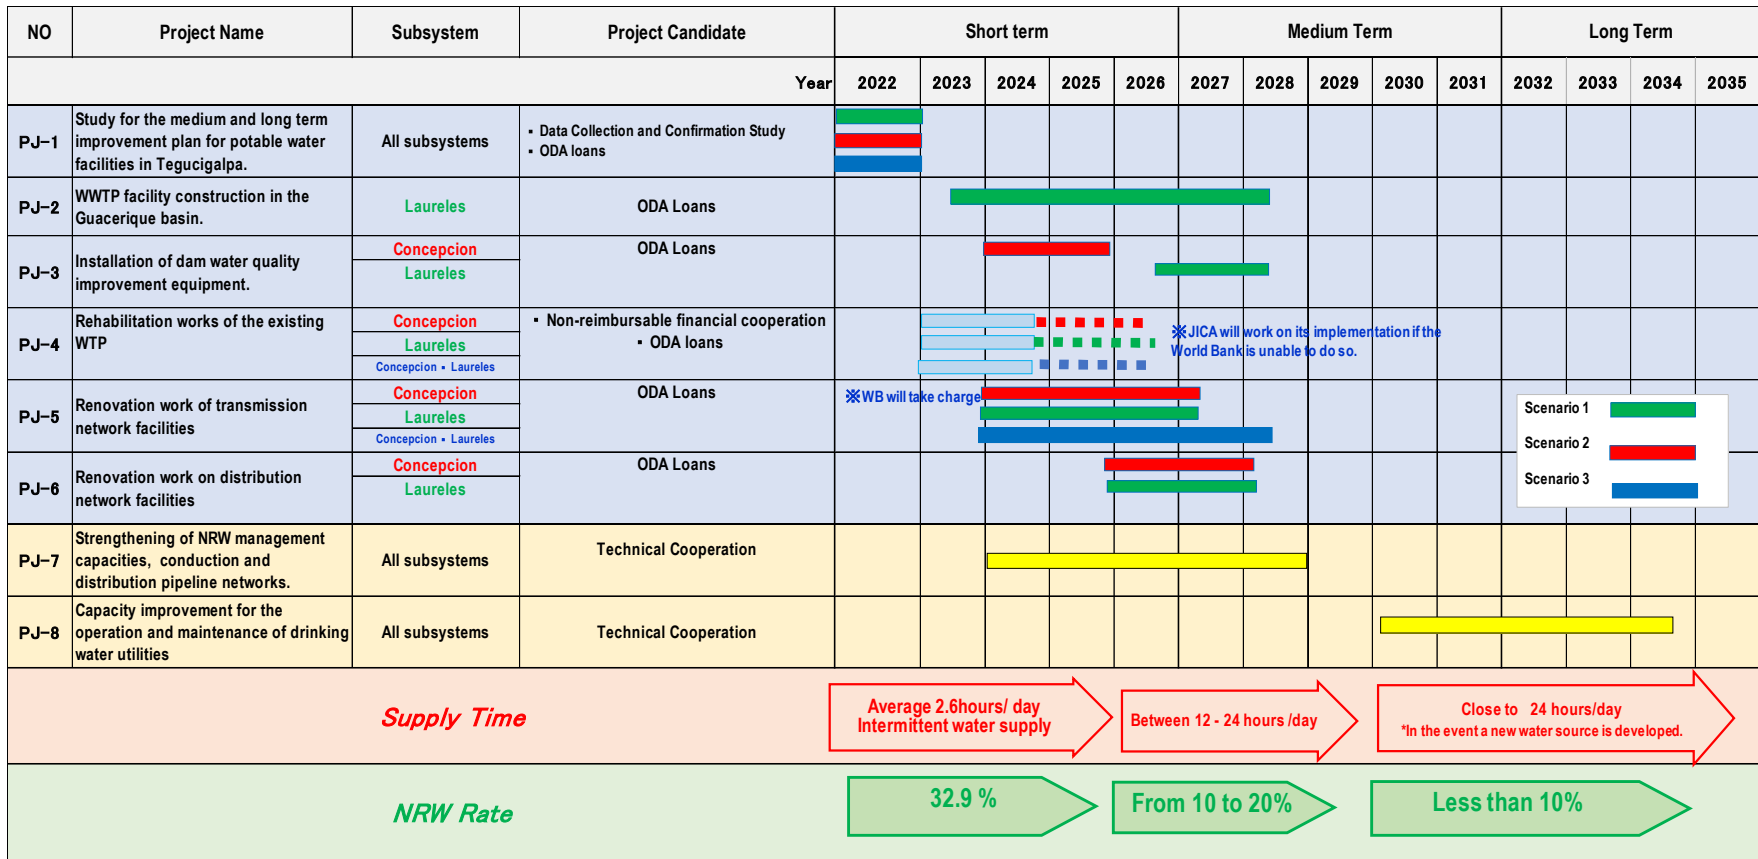 NO Project Name Subsystem Project Candidate Short term Medium Term Long Term
Year 2022 2023 2024 2025 2026 2027 2028 2029 2030 2031 2032 2033 2034 2035
PJ-1
Study for the medium and long term
improvement plan for potable water
facilities in Tegucigalpa.
All subsystems
▪ Data Collection and Confirmation Study
▪ ODA loans
PJ-2
WWTP facility construction in the
Guacerique basin.
Laureles
ODA Loans
PJ-3
Installation of dam water quality
improvement equipment.
Concepcion
Laureles
ODA Loans
PJ-4
Rehabilitation works of the existing
WTP
Concepcion
Laureles
Concepcion ▪ Laureles
▪ Non-reimbursable financial cooperation
▪ ODA loans
※JICA will work on its implementation if the
World Bank is unable to do so.
PJ-5
Renovation work of transmission
network facilities
Concepcion
Laureles
Concepcion ▪ Laureles
ODA Loans
※WB will take charge
PJ-6
Renovation work on distribution
network facilities
Concepcion
Laureles
ODA Loans
Scenario 1
Scenario 2
Scenario 3
PJ-7
Strengthening of NRW management
capacities, conduction and
distribution pipeline networks.
All subsystems
Technical Cooperation
PJ-8
Capacity improvement for the
operation and maintenance of drinking
water utilities
All subsystems
Technical Cooperation
Supply Time
Average 2.6hours/ day
Intermittent water supply
Between 12 - 24 hours /day
Close to 24 hours/day
*In the event a new water source is developed.
NRW Rate
32.9 %
From 10 to 20%
Less than 10%